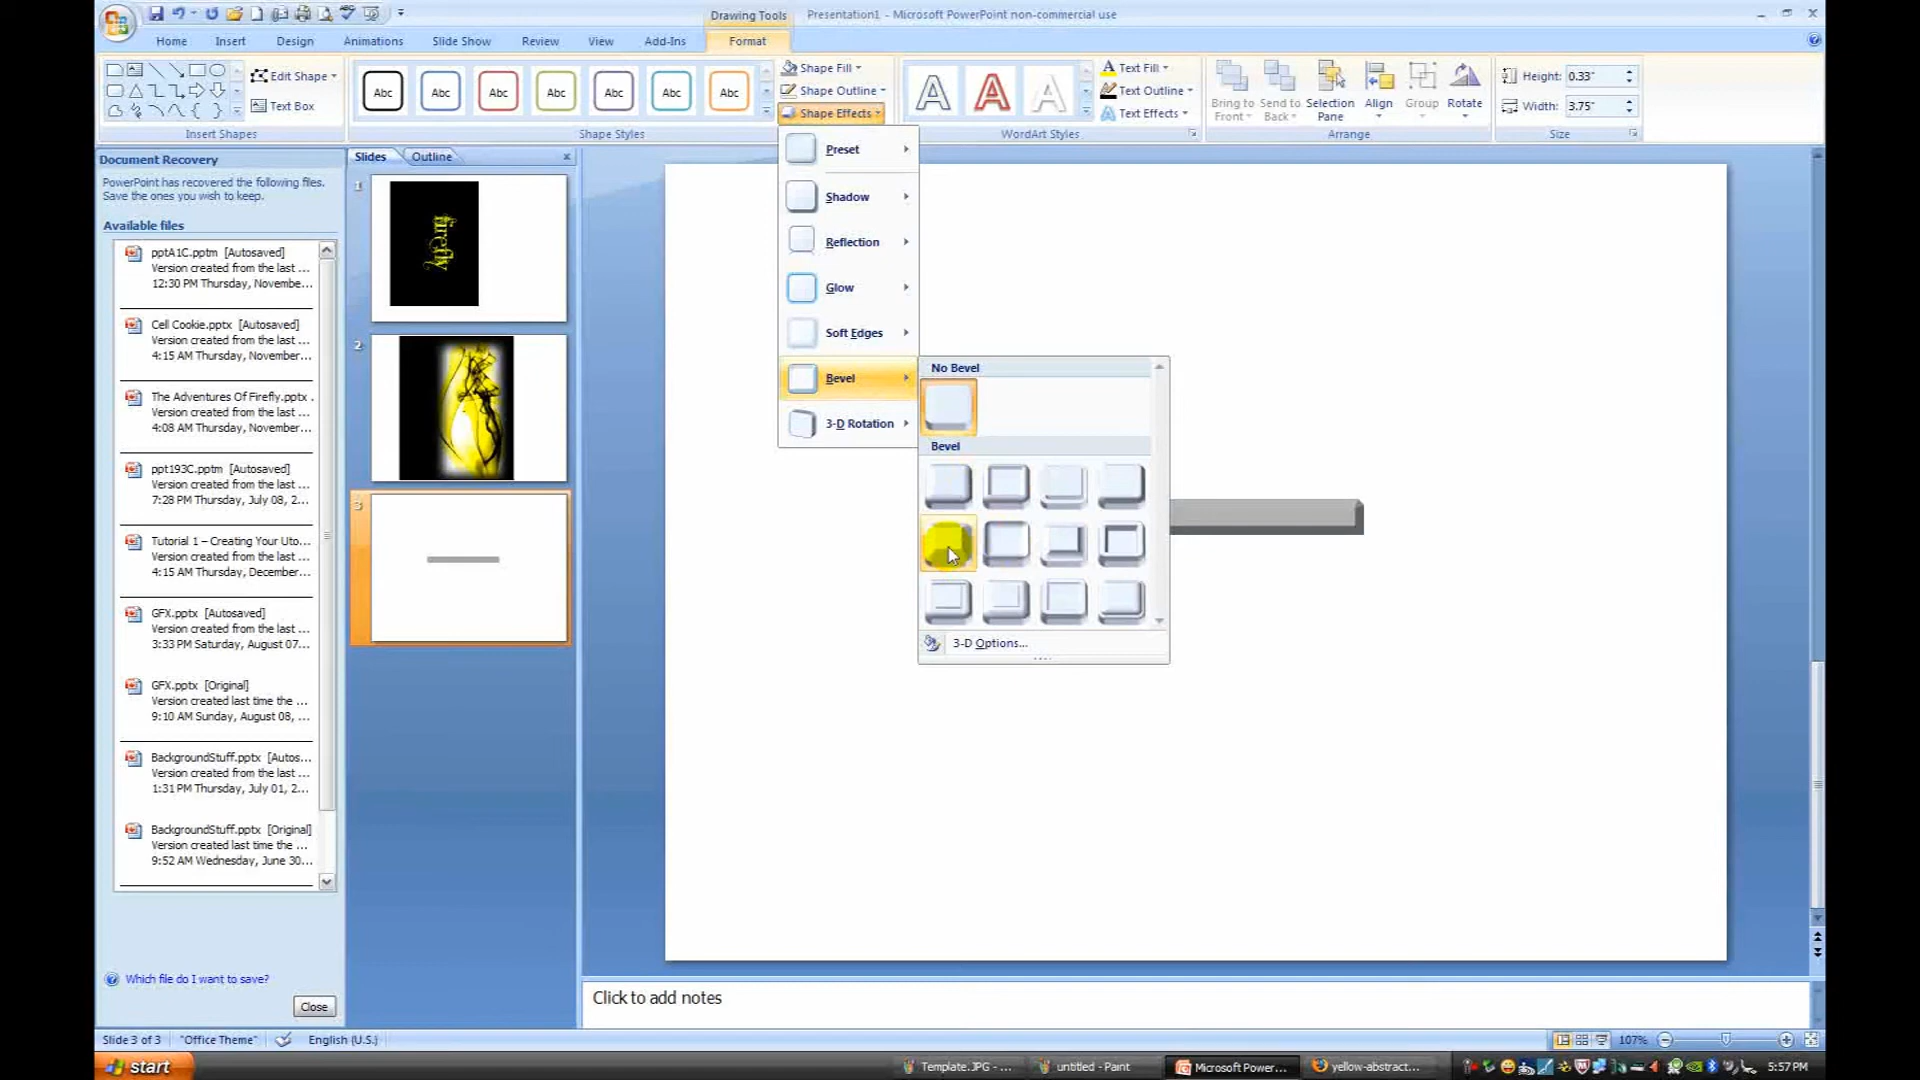 Drawing Tools
Presentation1 - Microsoft PowerPoint non-commercial use
Home Insert Design Animations Slide Show Review View Add-Ins Format
Edit Shape
Text Box
Insert Shapes
Abc Abc Abc Abc Abc Abc Abc
Shape Styles
Shape Fill
Shape Outline
Shape Effects
A A A
Text Fill
Text Outline
Text Effects
WordArt Styles
Bring to Front
Send to Back
Selection Pane
Align
Group
Rotate
Arrange
Height: 0.33"
Width: 3.75"
Size
Document Recovery
PowerPoint has recovered the following files.
Save the ones you wish to keep.
Available files
pptA1C.pptm [Autosaved]
Version created from the last ...
12:30 PM Thursday, Novembe...
Cell Cookie.pptx [Autosaved]
Version created from the last ...
4:15 AM Thursday, November...
The Adventures Of Firefly.pptx .
Version created from the last ...
4:08 AM Thursday, November...
ppt193C.pptm [Autosaved]
Version created from the last ...
7:28 PM Thursday, July 08, 2...
Tutorial 1 – Creating Your Uto...
Version created from the last ...
4:15 AM Thursday, December...
GFX.pptx [Autosaved]
Version created from the last ...
3:33 PM Saturday, August 07...
GFX.pptx [Original]
Version created last time the ...
9:10 AM Sunday, August 08, ...
BackgroundStuff.pptx [Autos...
Version created from the last ...
1:31 PM Thursday, July 01, 2...
BackgroundStuff.pptx [Original]
Version created last time the ...
9:52 AM Wednesday, June 30...
Which file do I want to save?
Close
Slides Outline
1
firefly
2
3
Preset
Shadow
Reflection
Glow
Soft Edges
Bevel
3-D Rotation
No Bevel
Bevel
3-D Options...
Click to add notes
Slide 3 of 3 "Office Theme" English (U.S.) 107%
start
Template.JPG - ...
untitled - Paint
Microsoft Power...
yellow-abstract...
5:57 PM